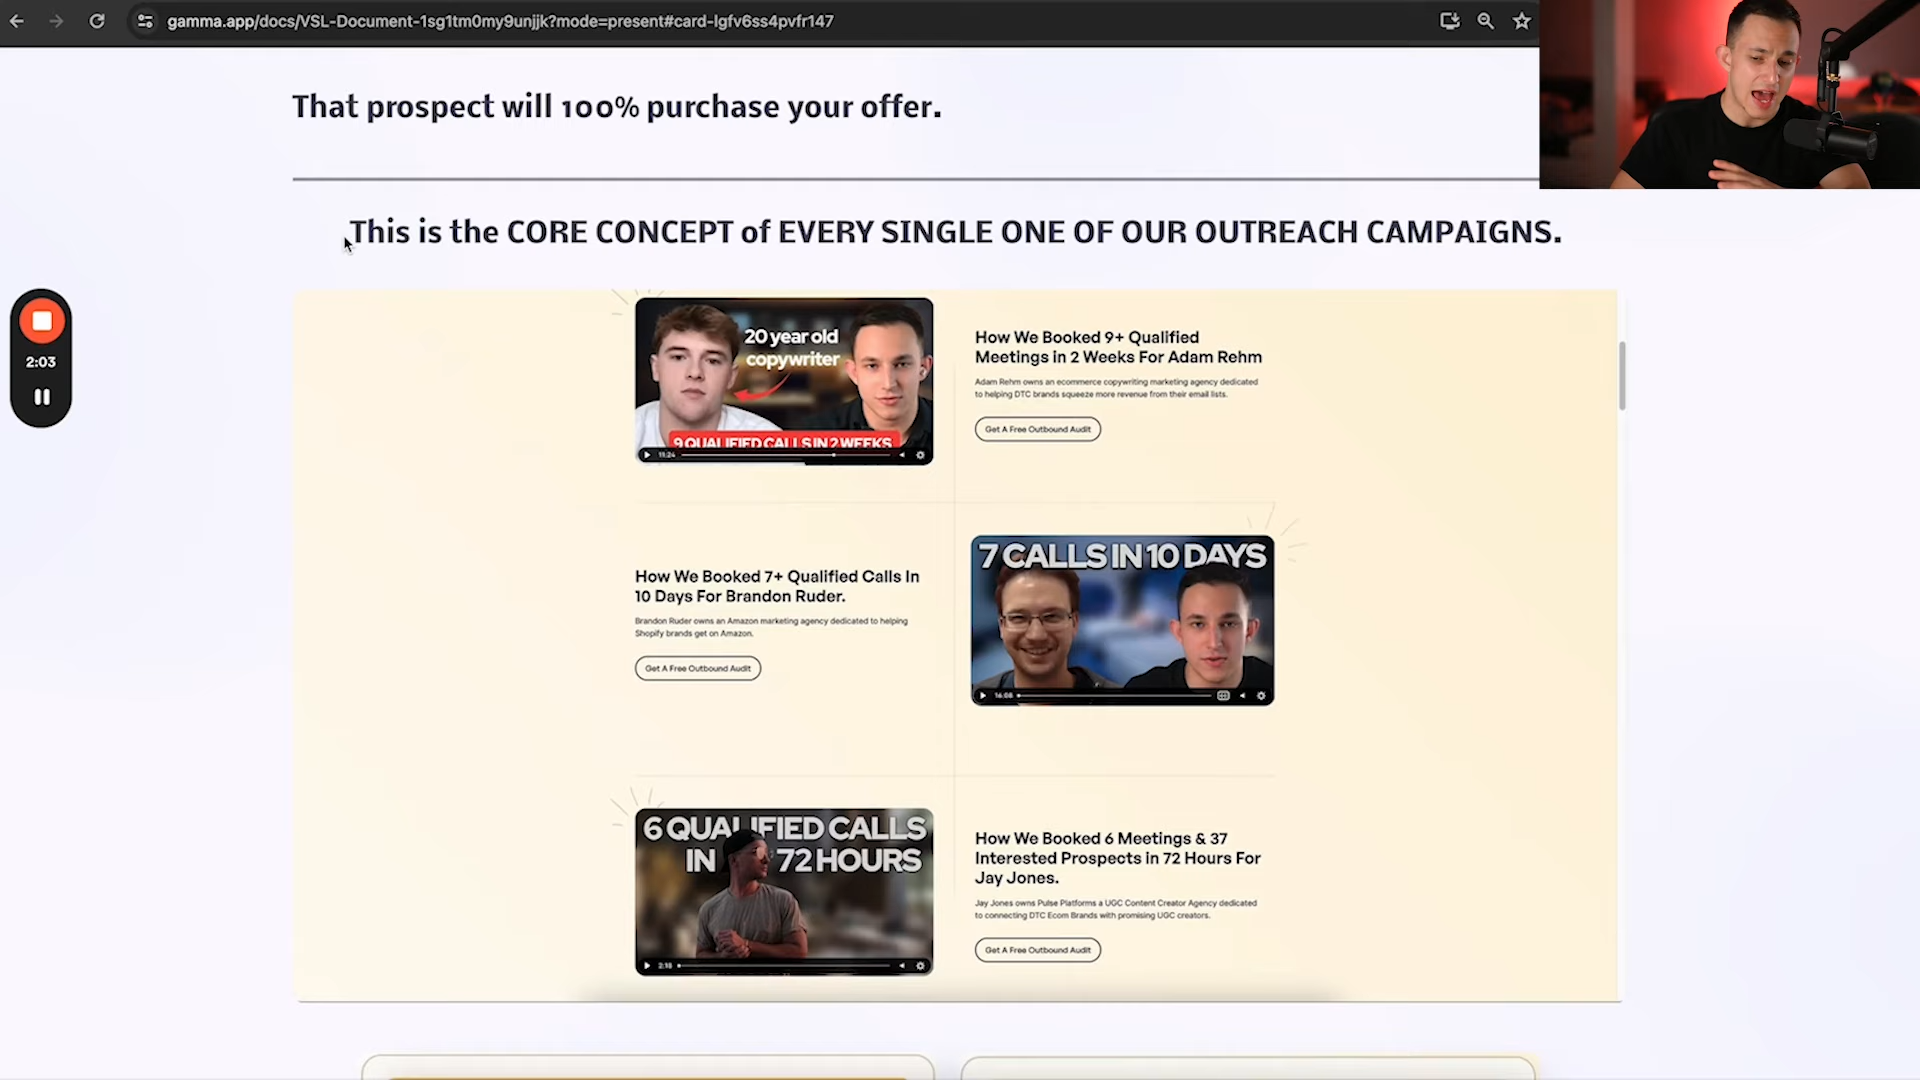 gamma.app/docs/VSL-Document-1sg1tm0my9unjjk?mode=present#card-lgfv6ss4pvfr147
That prospect will 100% purchase your offer.
This is the CORE CONCEPT of EVERY SINGLE ONE OF OUR OUTREACH CAMPAIGNS.
2:03
20 year old
copywriter
9 QUALIFIED CALLS IN 2 WEEKS
11:24
How We Booked 9+ Qualified
Meetings in 2 Weeks For Adam Rehm
Adam Rehm owns an ecommerce copywriting marketing agency dedicated
to helping DTC brands squeeze more revenue from their email lists.
Get A Free Outbound Audit
How We Booked 7+ Qualified Calls In
10 Days For Brandon Ruder.
Brandon Ruder owns an Amazon marketing agency dedicated to helping
Shopify brands get on Amazon.
Get A Free Outbound Audit
7 CALLS IN 10 DAYS
16:08
6 QUALIFIED CALLS
IN 72 HOURS
2:18
How We Booked 6 Meetings & 37
Interested Prospects in 72 Hours For
Jay Jones.
Jay Jones owns Pulse Platforms a UGC Content Creator Agency dedicated
to connecting DTC Ecom Brands with promising UGC creators.
Get A Free Outbound Audit